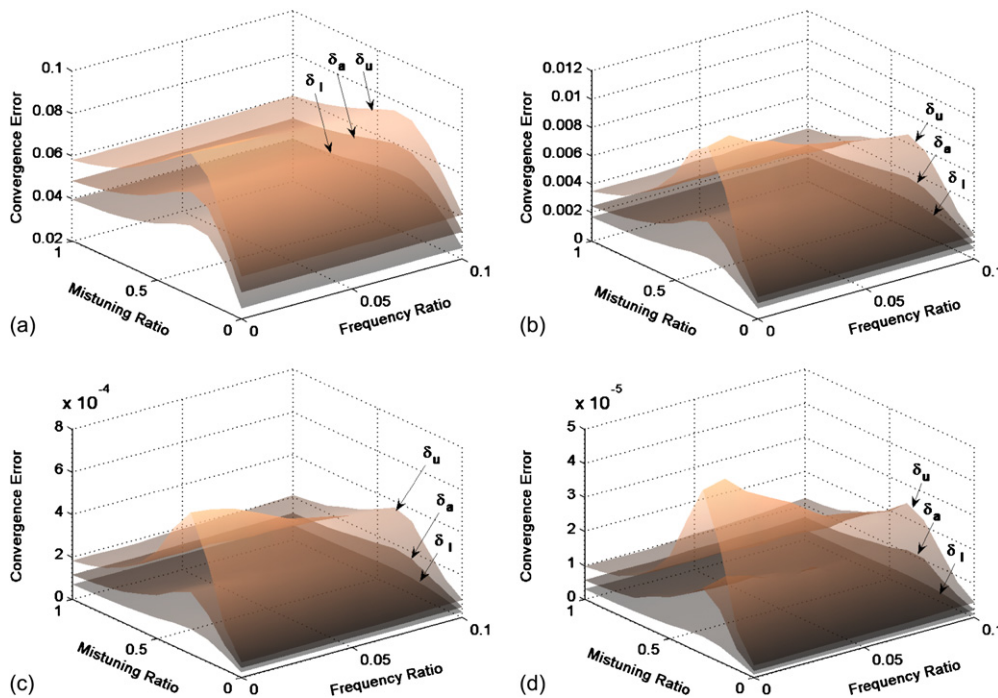 0.1
0.08
0.06
0.04
0.02
1
0.5
0
0
0.05
0.1
Convergence Error
Mistuning Ratio
Frequency Ratio
δl
δa
δu
(a)
0.012
0.01
0.008
0.006
0.004
0.002
0
1
0.5
0
0
0.05
0.1
Convergence Error
Mistuning Ratio
Frequency Ratio
δu
δa
δl
(b)
x 10-4
8
6
4
2
0
1
0.5
0
0
0.05
0.1
Convergence Error
Mistuning Ratio
Frequency Ratio
δu
δa
δl
(c)
x 10-5
5
4
3
2
1
0
1
0.5
0
0
0.05
0.1
Convergence Error
Mistuning Ratio
Frequency Ratio
δu
δa
δl
(d)